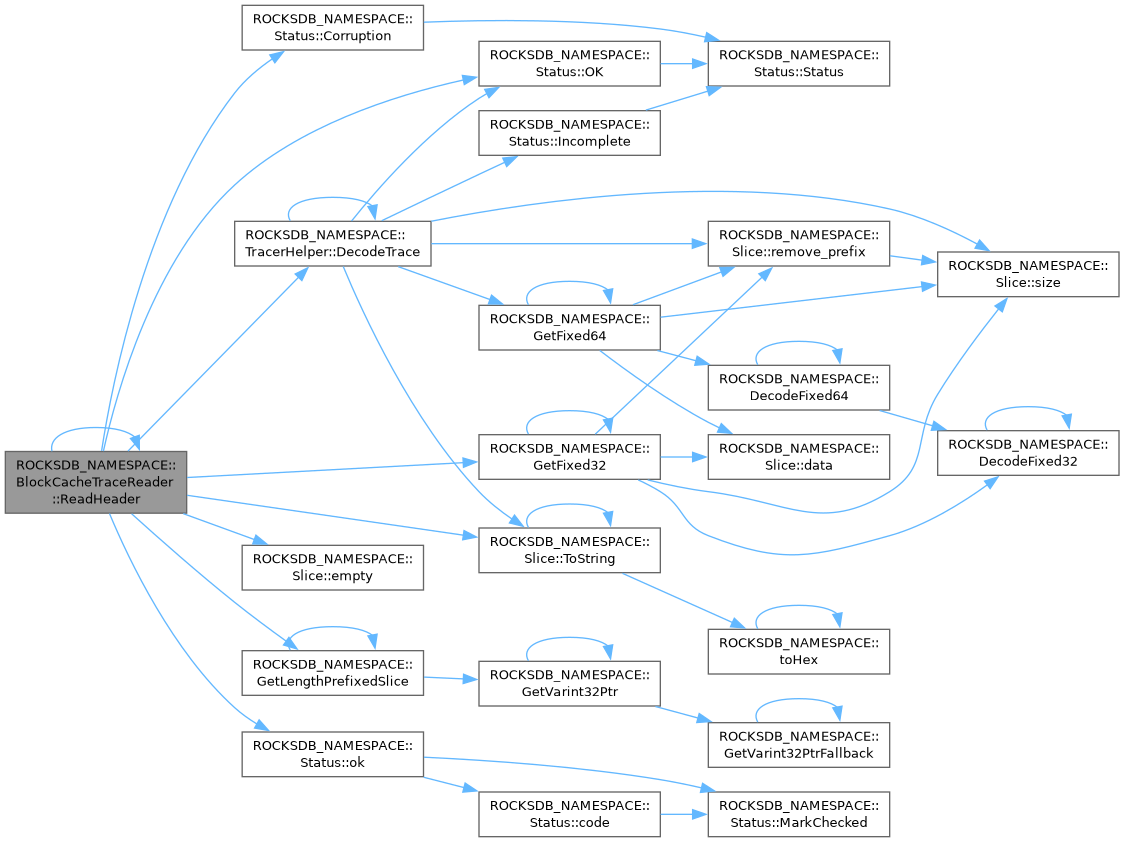 ROCKSDB_NAMESPACE::
Status::Corruption
ROCKSDB_NAMESPACE::
Status::OK
ROCKSDB_NAMESPACE::
Status::Status
ROCKSDB_NAMESPACE::
Status::Incomplete
ROCKSDB_NAMESPACE::
TracerHelper::DecodeTrace
ROCKSDB_NAMESPACE::
Slice::remove_prefix
ROCKSDB_NAMESPACE::
Slice::size
ROCKSDB_NAMESPACE::
GetFixed64
ROCKSDB_NAMESPACE::
DecodeFixed64
ROCKSDB_NAMESPACE::
GetFixed32
ROCKSDB_NAMESPACE::
Slice::data
ROCKSDB_NAMESPACE::
DecodeFixed32
ROCKSDB_NAMESPACE::
BlockCacheTraceReader
::ReadHeader
ROCKSDB_NAMESPACE::
Slice::ToString
ROCKSDB_NAMESPACE::
Slice::empty
ROCKSDB_NAMESPACE::
toHex
ROCKSDB_NAMESPACE::
GetLengthPrefixedSlice
ROCKSDB_NAMESPACE::
GetVarint32Ptr
ROCKSDB_NAMESPACE::
GetVarint32PtrFallback
ROCKSDB_NAMESPACE::
Status::ok
ROCKSDB_NAMESPACE::
Status::code
ROCKSDB_NAMESPACE::
Status::MarkChecked